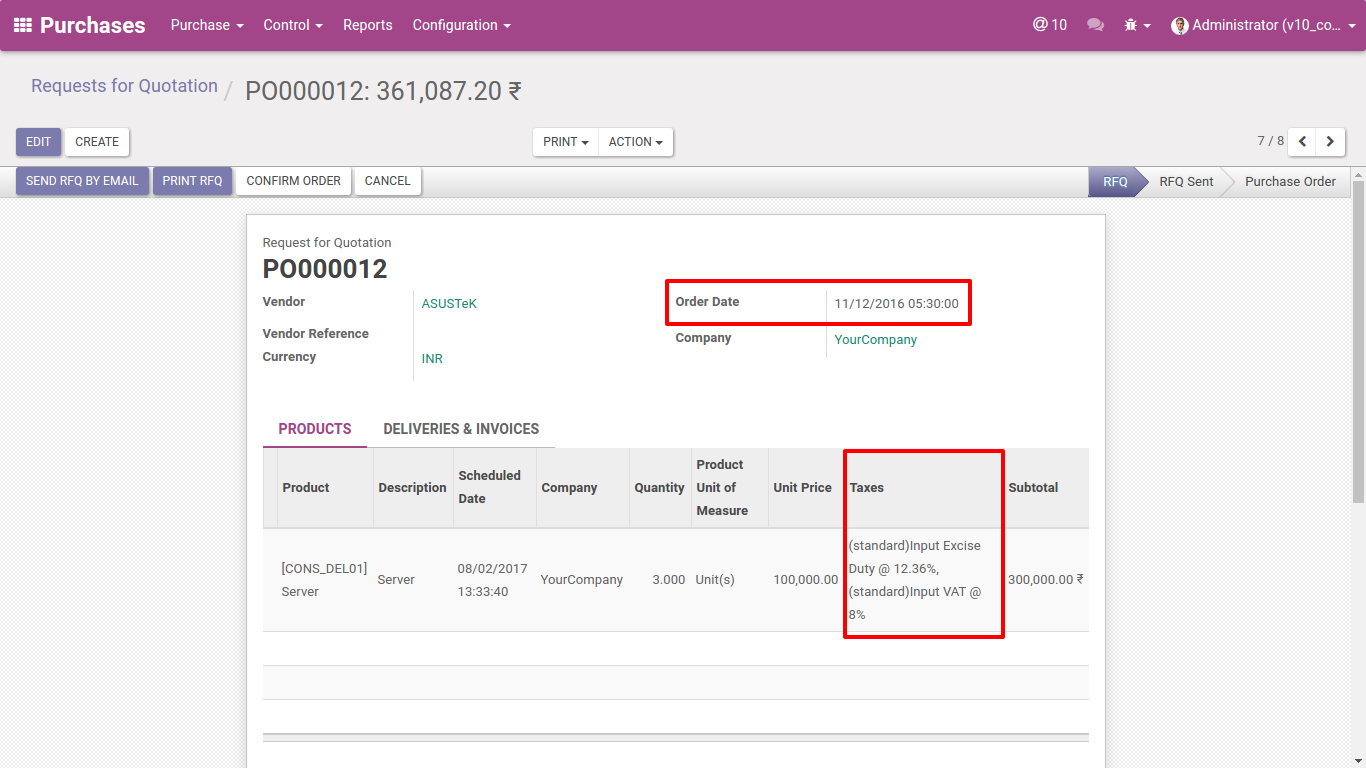 Purchases Purchase Control Reports Configuration @ 10 Administrator (v10_co...
Requests for Quotation / PO000012: 361,087.20 ₹
EDIT CREATE PRINT ACTION 7 / 8
SEND RFQ BY EMAIL PRINT RFQ CONFIRM ORDER CANCEL RFQ RFQ Sent Purchase Order
Request for Quotation
PO000012
Vendor ASUSTeK Order Date 11/12/2016 05:30:00
Vendor Reference Company YourCompany
Currency INR
PRODUCTS DELIVERIES & INVOICES
Product Description Scheduled Date Company Quantity Product Unit of Measure Unit Price Taxes Subtotal
[CONS_DEL01] Server Server 08/02/2017 13:33:40 YourCompany 3.000 Unit(s) 100,000.00 (standard)Input Excise Duty @ 12.36%, (standard)Input VAT @ 8% 300,000.00 ₹